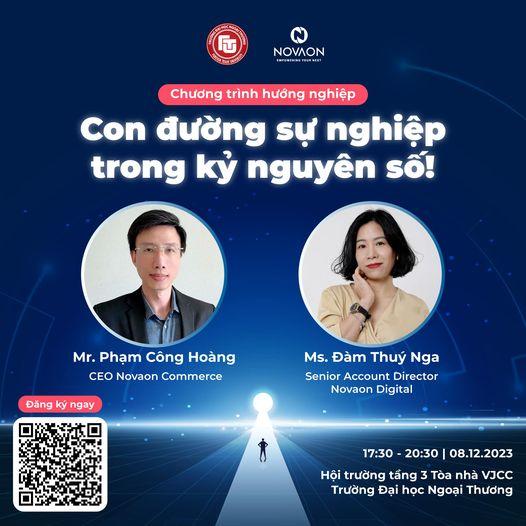 NOVAON
EMPOWERING YOUR NEXT
Chương trình hướng nghiệp
Con đường sự nghiệp
trong kỷ nguyên số!
Mr. Phạm Công Hoàng
CEO Novaon Commerce
Ms. Đàm Thuý Nga
Senior Account Director
Novaon Digital
Đăng ký ngay
17:30 - 20:30 | 08.12.2023
Hội trường tầng 3 Tòa nhà VJCC
Trường Đại học Ngoại Thương